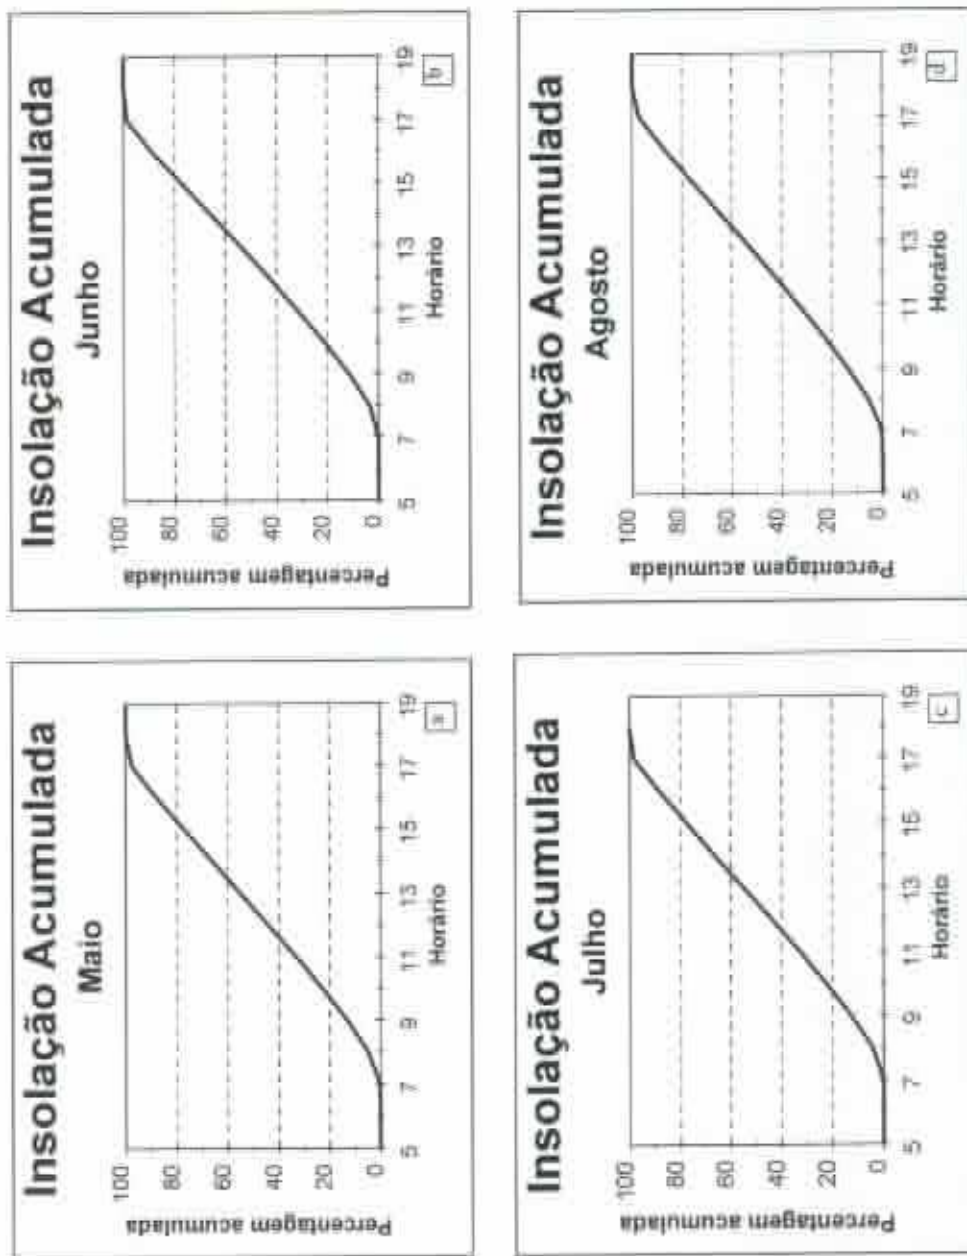 Insolação Acumulada
Maio
Percentagem acumulada
100
80
60
40
20
0
5 7 9 11 13 15 17 19
Horário
a
Insolação Acumulada
Junho
Percentagem acumulada
100
80
60
40
20
0
5 7 9 11 13 15 17 19
Horário
b
Insolação Acumulada
Julho
Percentagem acumulada
100
80
60
40
20
0
5 7 9 11 13 15 17 19
Horário
c
Insolação Acumulada
Agosto
Percentagem acumulada
100
80
60
40
20
0
5 7 9 11 13 15 17 19
Horário
d